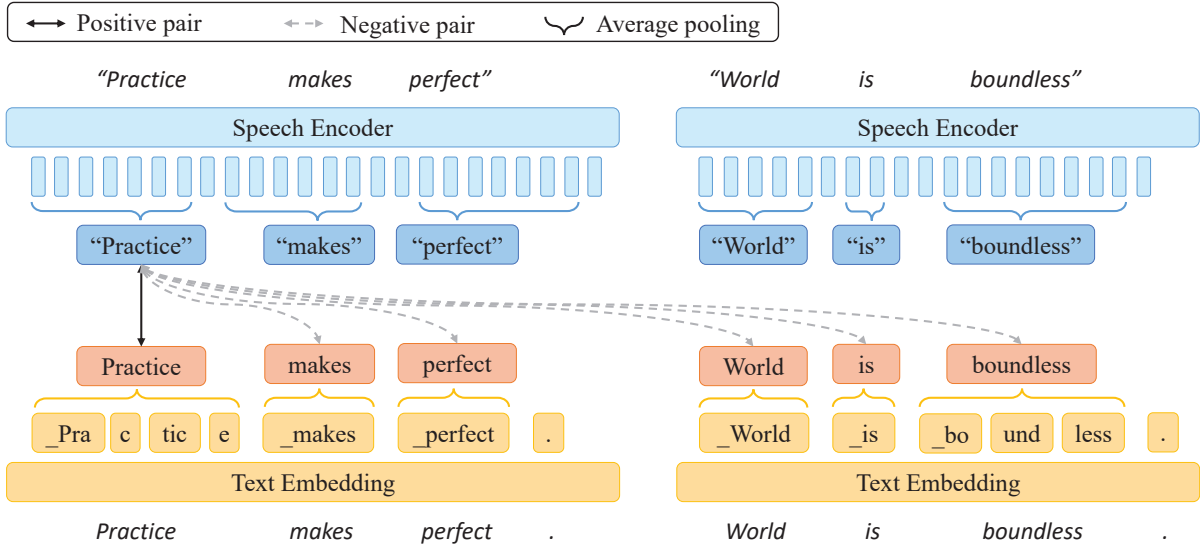 Positive pair Negative pair Average pooling
“Practice makes perfect” “World is boundless”
Speech Encoder Speech Encoder
“Practice” “makes” “perfect” “World” “is” “boundless”
Practice makes perfect World is boundless
_Pra c tic e _makes _perfect . _World _is _bo und less .
Text Embedding Text Embedding
Practice makes perfect . World is boundless .